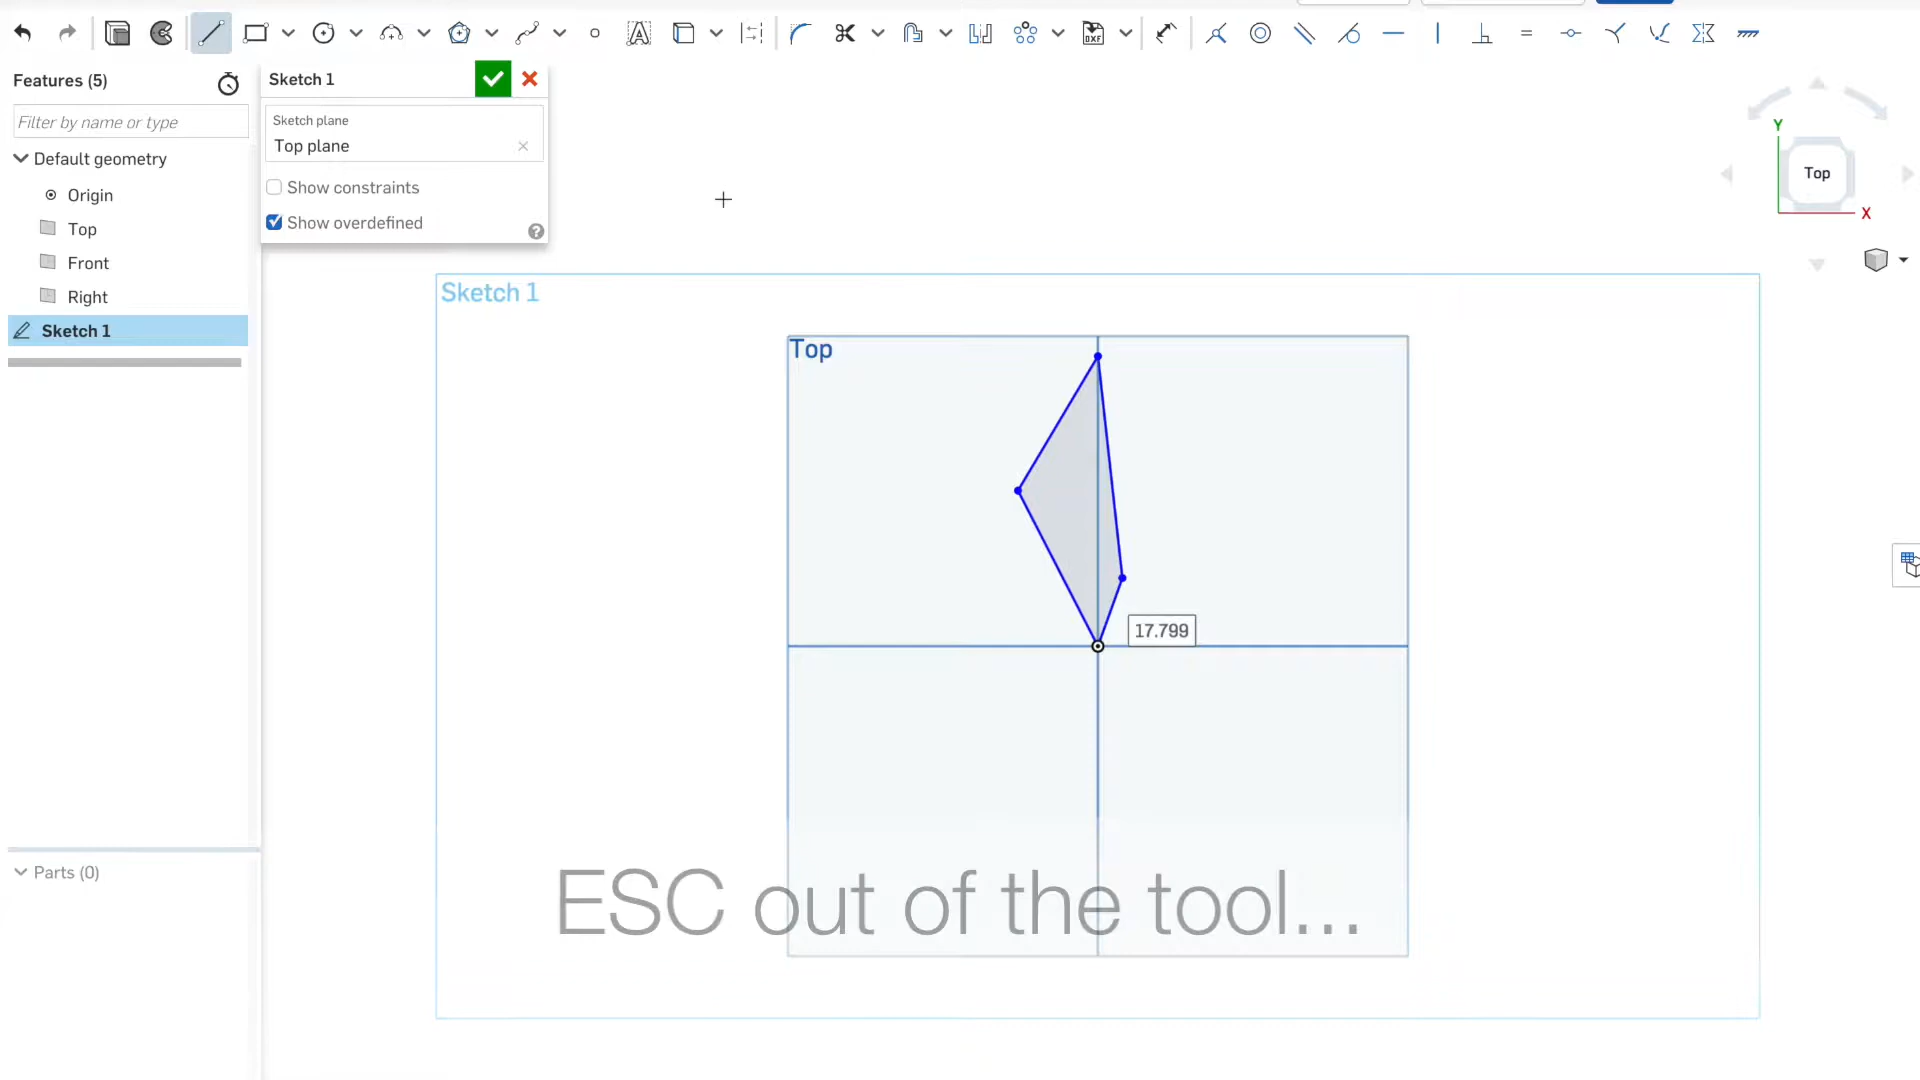 DXF
Features (5)
Sketch 1
Filter by name or type
Sketch plane
Top plane
Default geometry
Show constraints
Origin
Show overdefined
Top
Front
Right
Sketch 1
Y
Top
X
Sketch 1
Top
17.799
Parts (0)
ESC out of the tool...